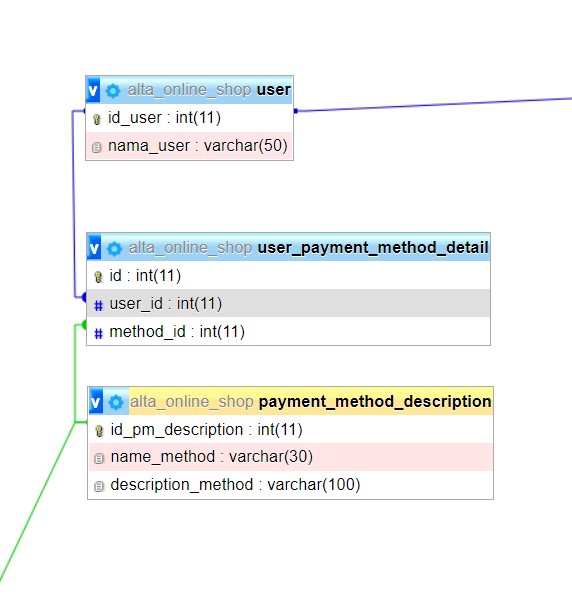 v alta_online_shop user
id_user : int(11)
nama_user : varchar(50)
v alta_online_shop user_payment_method_detail
id : int(11)
# user_id : int(11)
# method_id : int(11)
v alta_online_shop payment_method_description
id_pm_description : int(11)
name_method : varchar(30)
description_method : varchar(100)